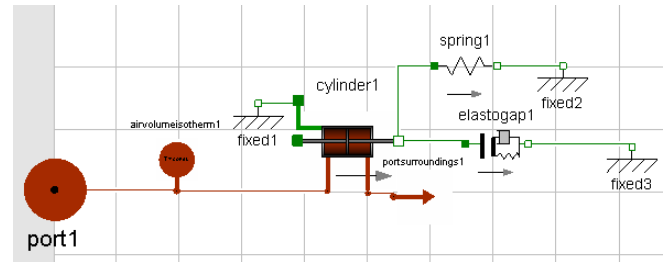 spring1
cylinder1
fixed2
elastogap1
airvolumeisotherm1
fixed1
portsurroundings1
fixed3
port1